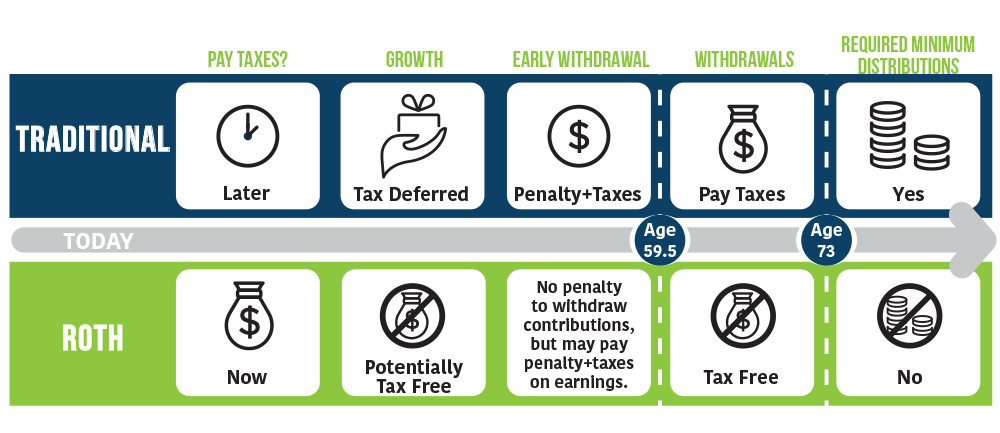 PAY TAXES?
GROWTH
EARLY WITHDRAWAL
WITHDRAWALS
REQUIRED MINIMUM
DISTRIBUTIONS
TRADITIONAL
Later
Tax Deferred
$
Penalty+Taxes
$
Pay Taxes
Yes
TODAY
Age
59.5
Age
73
ROTH
$
Now
$
Potentially
Tax Free
No penalty
to withdraw
contributions,
but may pay
penalty+taxes
on earnings.
$
Tax Free
No